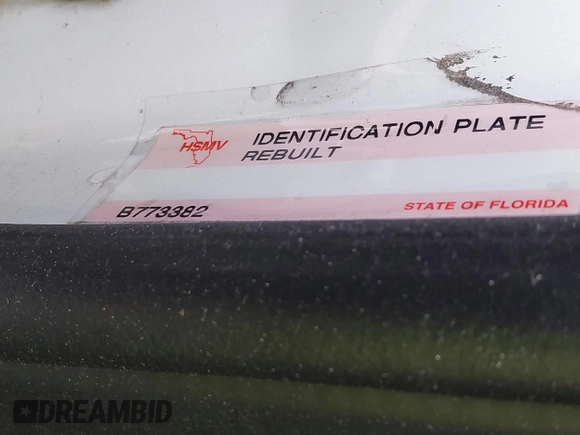 HSMV
IDENTIFICATION PLATE
REBUILT
B773382
STATE OF FLORIDA
DREAMBID